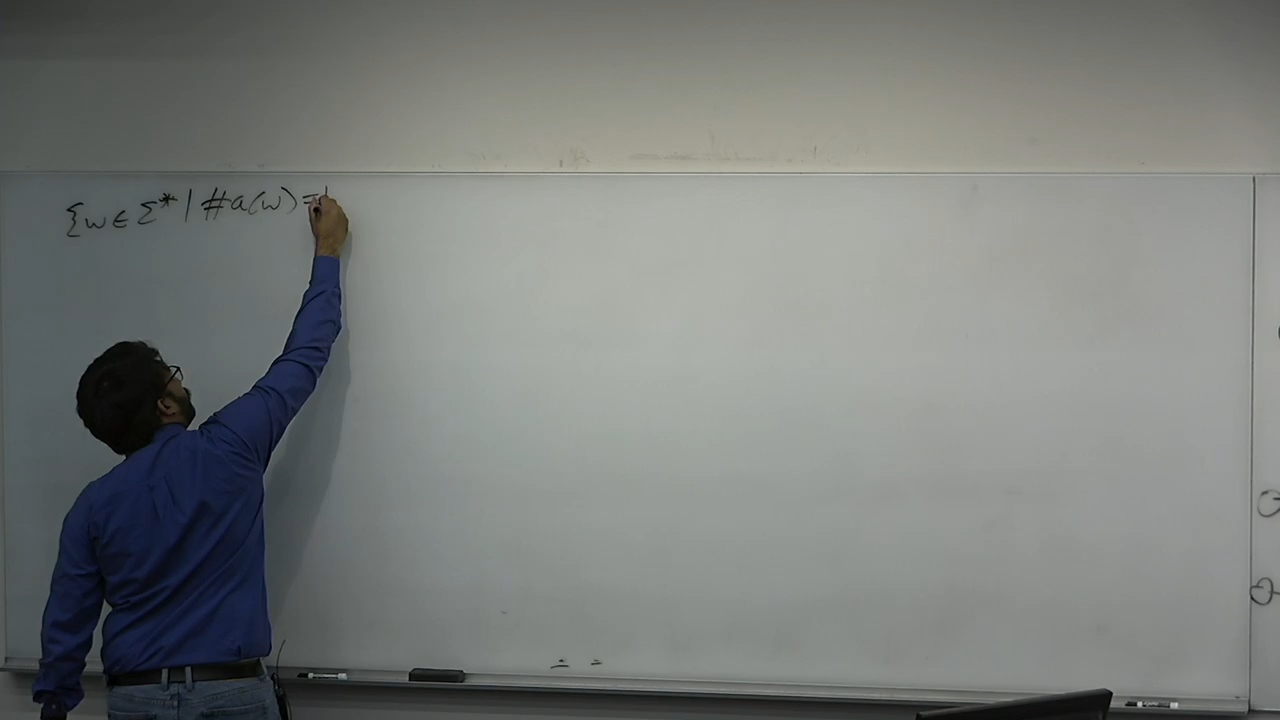 {w ∈ Σ* | #a(w) =